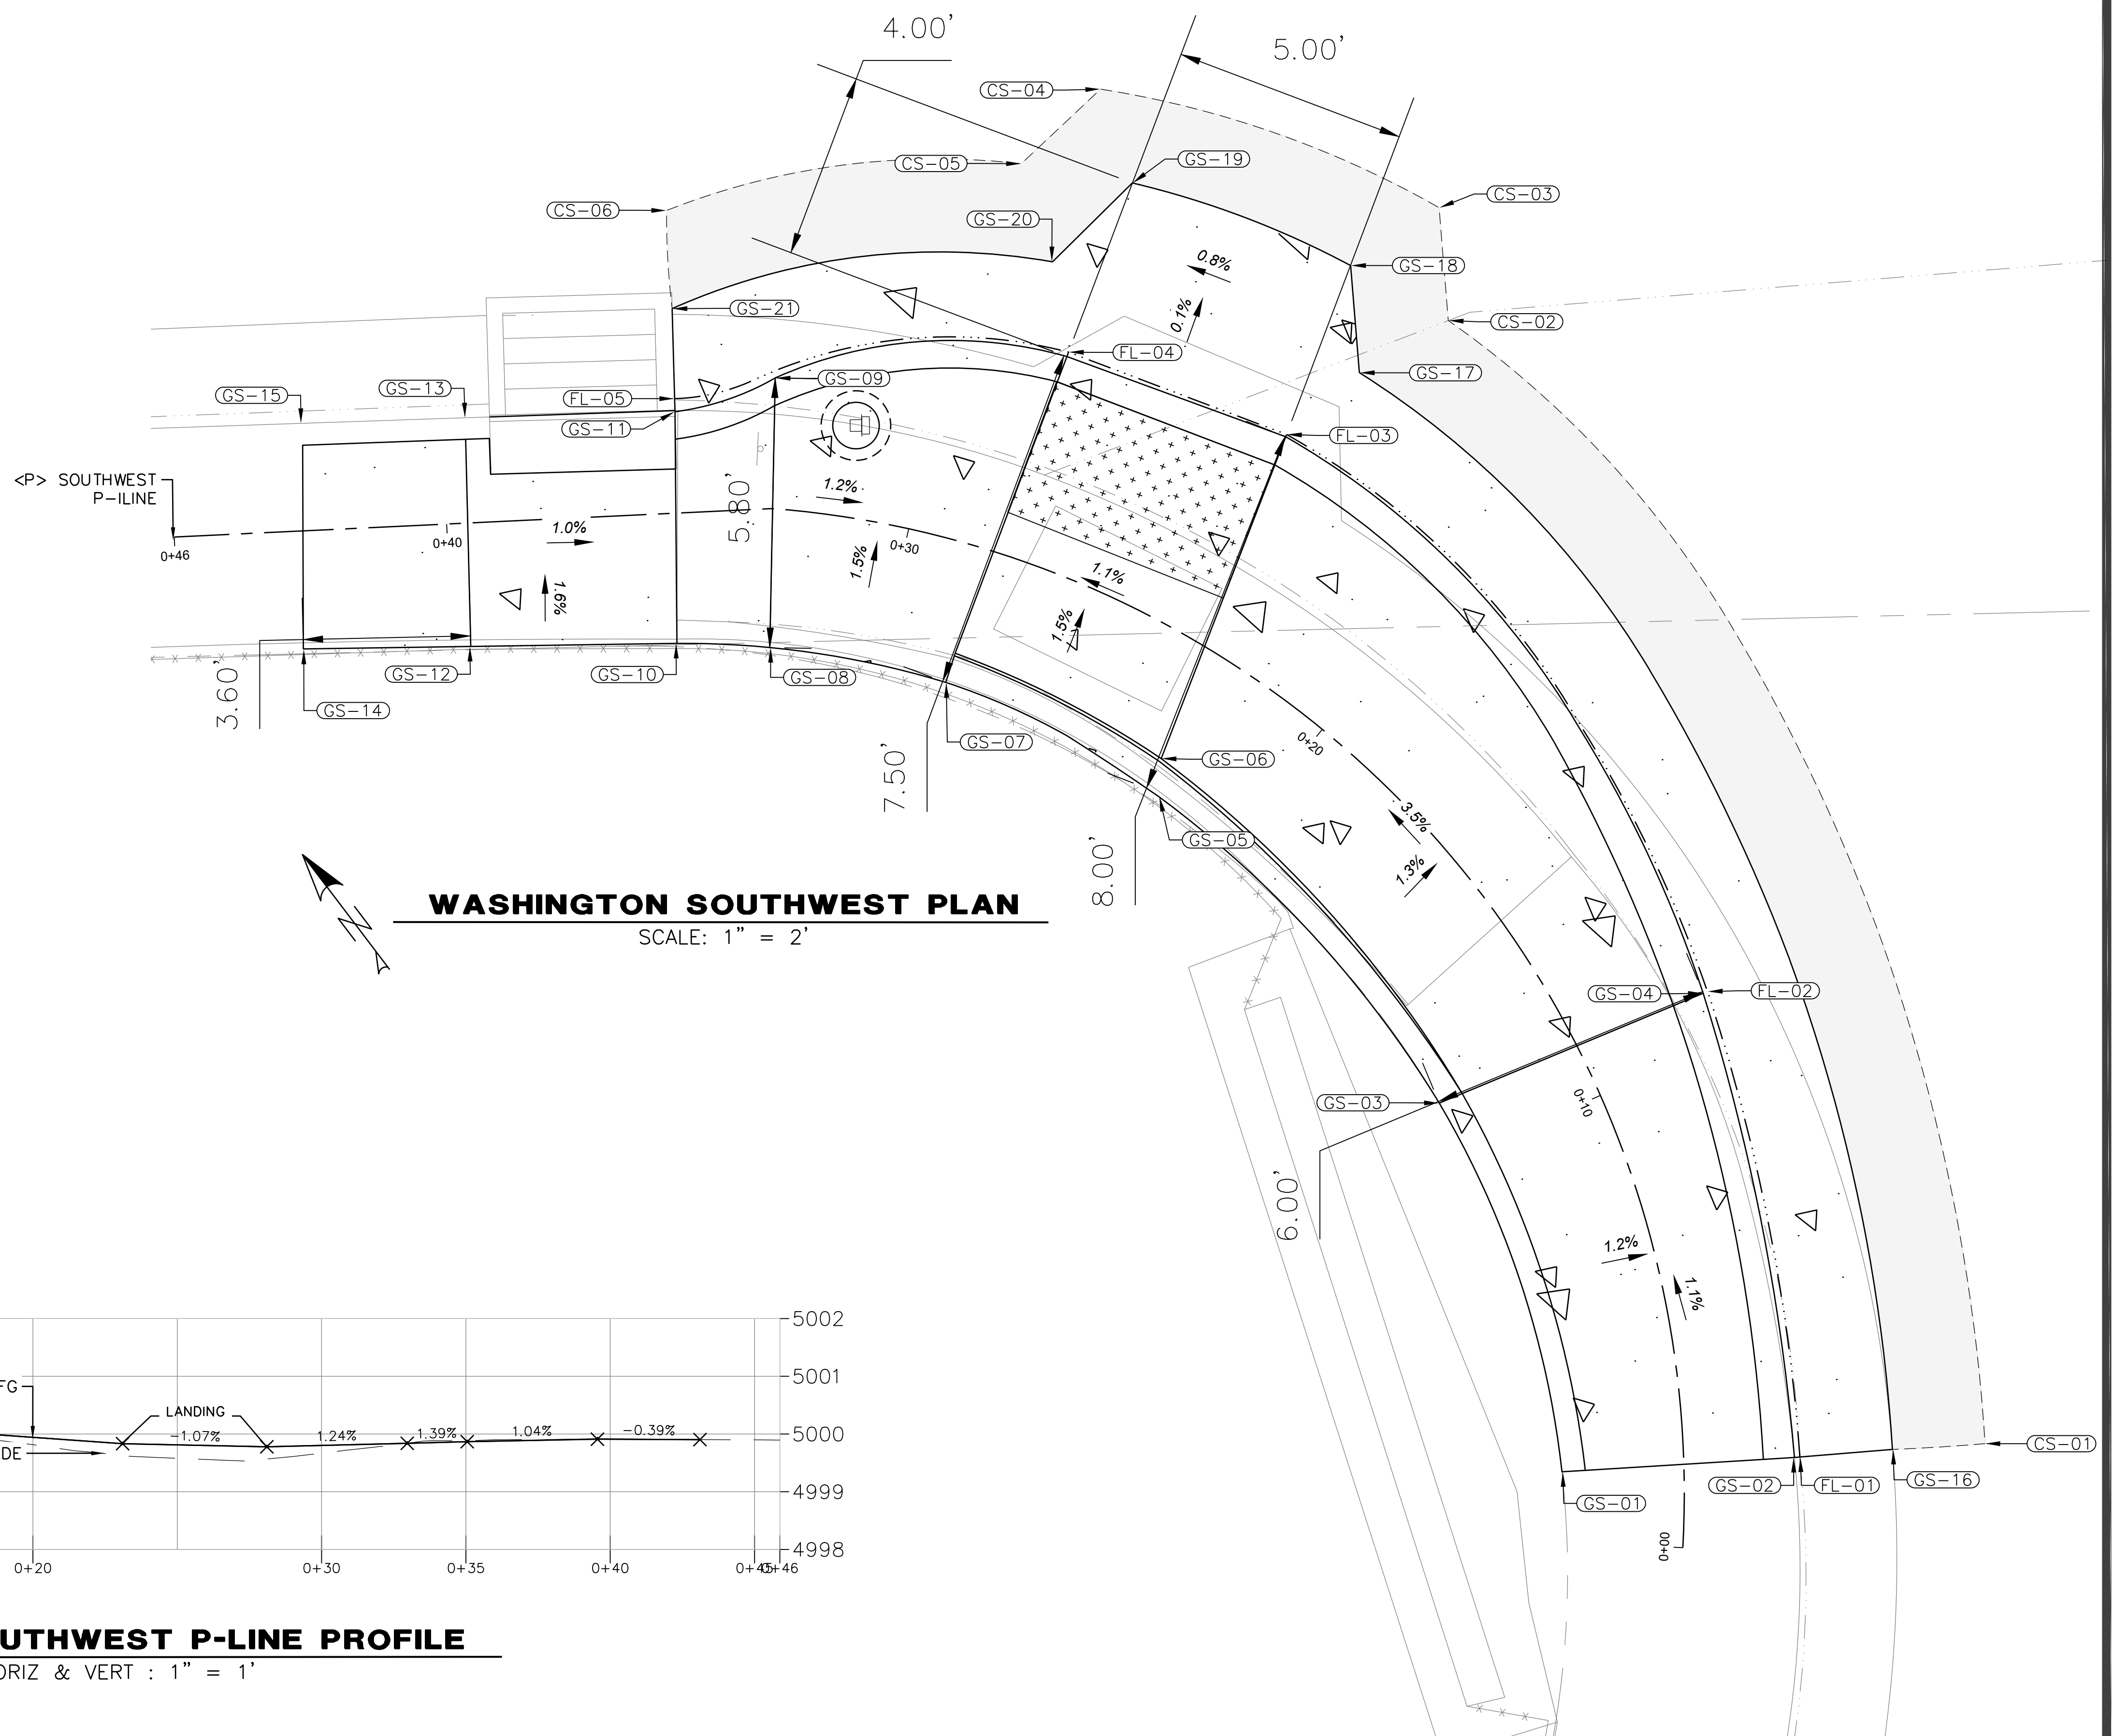 4.00'
5.00'
CS-04
CS-05
GS-19
CS-03
CS-06
GS-20
0.8%
GS-18
0.1%
GS-21
CS-02
FL-04
GS-17
GS-13
GS-09
GS-15
FL-05
GS-11
FL-03
<P> SOUTHWEST
P-ILINE
5.80'
1.2%
0+46
0+40
1.0%
0+30
1.5%
1.1%
1.6%
1.5%
3.60'
GS-12
GS-10
GS-08
GS-14
GS-07
0+20
GS-06
7.50'
3.5%
GS-05
8.00'
1.3%
WASHINGTON SOUTHWEST PLAN
SCALE: 1" = 2'
N
GS-04
FL-02
GS-03
0+10
6.00'
1.2%
1.1%
CS-01
GS-02
FL-01
GS-16
GS-01
0+00
5002
5001
FG
LANDING
-1.07%
1.24%
1.39%
1.04%
-0.39%
5000
DE
4999
4998
0+20
0+30
0+35
0+40
0+45
0+46
OUTHWEST P-LINE PROFILE
ORIZ & VERT : 1" = 1'